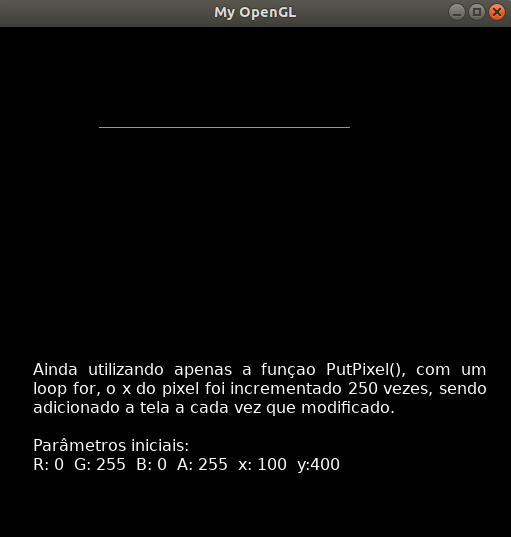 My OpenGL
Ainda utilizando apenas a funçao PutPixel(), com um
loop for, o x do pixel foi incrementado 250 vezes, sendo
adicionado a tela a cada vez que modificado.
Parâmetros iniciais:
R: 0 G: 255 B: 0 A: 255 x: 100 y:400